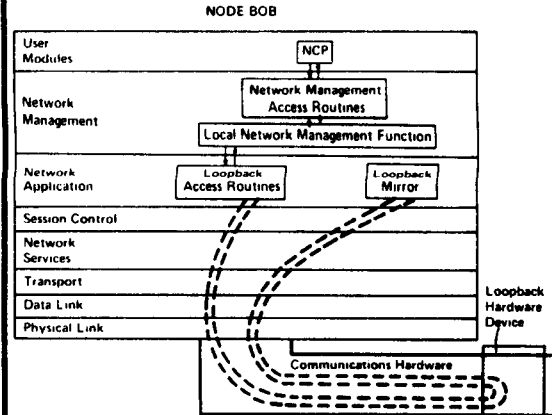 NODE BOB
User
Modules
NCP
Network Management
Access Routines
Network
Management
Local Network Management Function
Network
Application
Loopback
Access Routines
Loopback
Mirror
Session Control
Network
Services
Transport
Data Link
Physical Link
Loopback
Hardware
Device
Communications Hardware